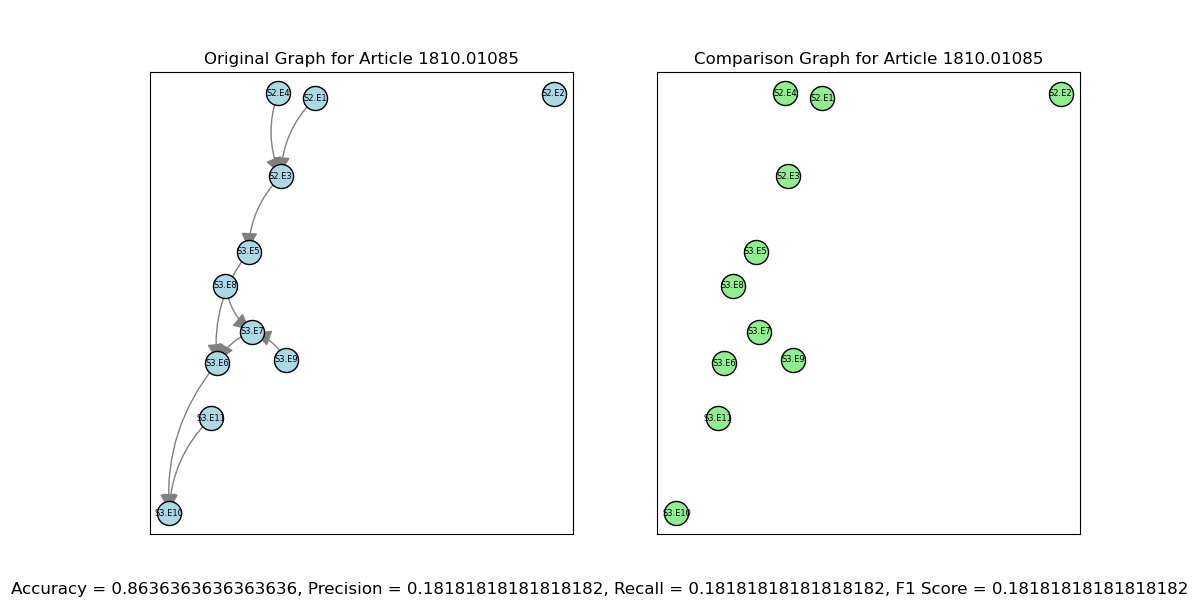 Original Graph for Article 1810.01085
S2.E4
S2.E1
S2.E2
S2.E3
S3.E5
S3.E8
S3.E7
S3.E6
S3.E9
S3.E11
S3.E10
Comparison Graph for Article 1810.01085
S2.E4
S2.E1
S2.E2
S2.E3
S3.E5
S3.E8
S3.E7
S3.E6
S3.E9
S3.E11
S3.E10
Accuracy = 0.8636363636363636, Precision = 0.18181818181818182, Recall = 0.18181818181818182, F1 Score = 0.18181818181818182